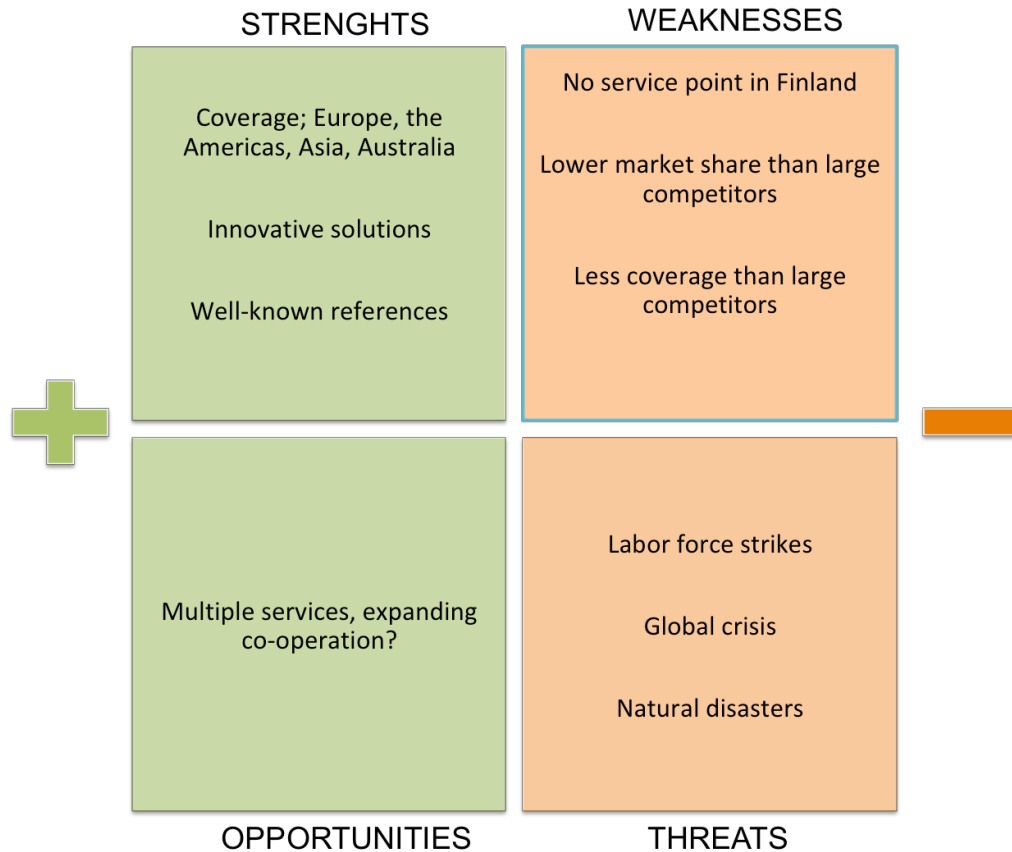 STRENGHTS
Coverage; Europe, the
Americas, Asia, Australia
Innovative solutions
Well-known references
WEAKNESSES
No service point in Finland
Lower market share than large
competitors
Less coverage than large
competitors
Multiple services, expanding
co-operation?
OPPORTUNITIES
Labor force strikes
Global crisis
Natural disasters
THREATS